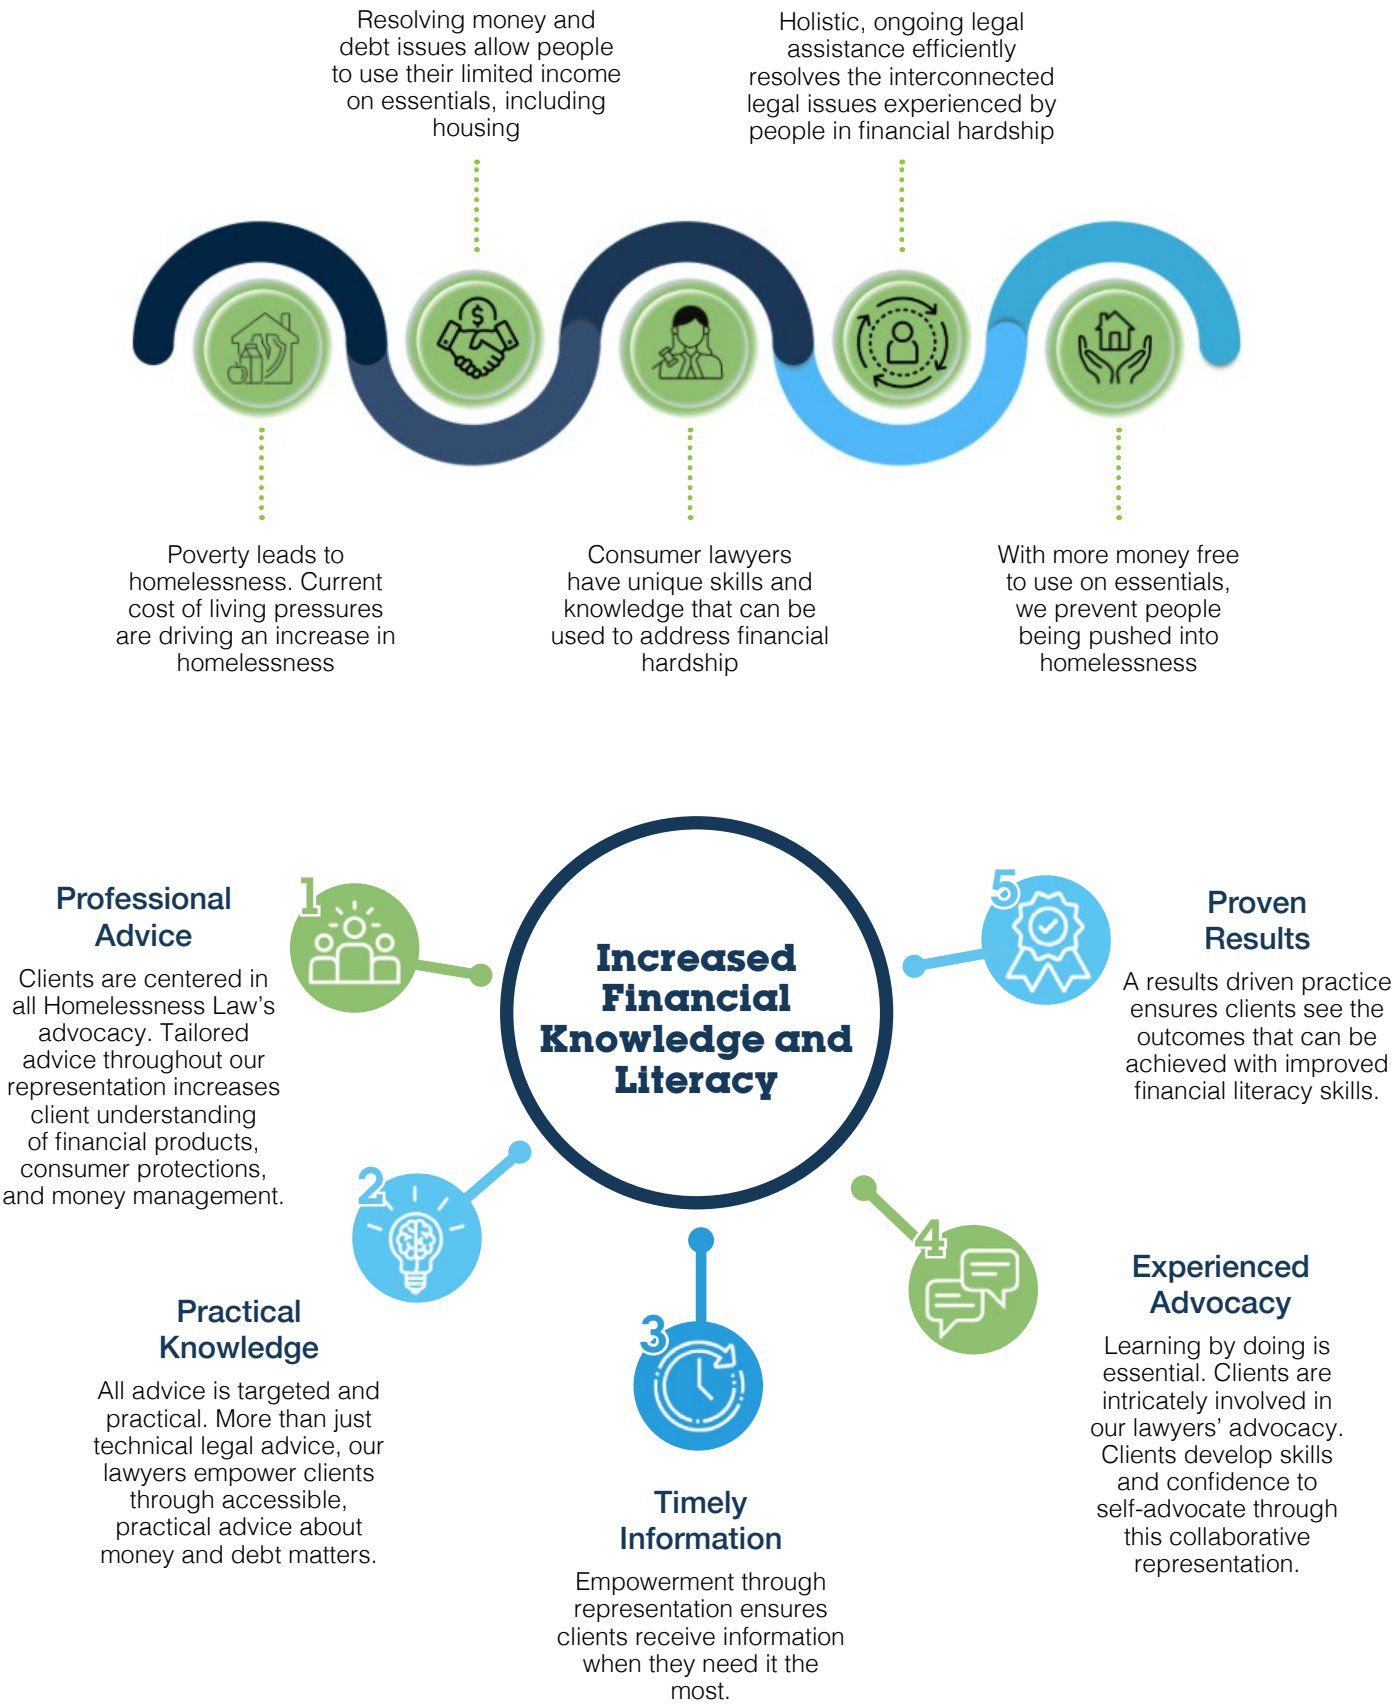 Resolving money and
debt issues allow people
to use their limited income
on essentials, including
housing
Holistic, ongoing legal
assistance efficiently
resolves the interconnected
legal issues experienced by
people in financial hardship
$
Poverty leads to
homelessness. Current
cost of living pressures
are driving an increase in
homelessness
Consumer lawyers
have unique skills and
knowledge that can be
used to address financial
hardship
With more money free
to use on essentials,
we prevent people
being pushed into
homelessness
Increased
Financial
Knowledge and
Literacy
1
Professional
Advice
Clients are centered in
all Homelessness Law's
advocacy. Tailored
advice throughout our
representation increases
client understanding
of financial products,
consumer protections,
and money management.
2
Practical
Knowledge
All advice is targeted and
practical. More than just
technical legal advice, our
lawyers empower clients
through accessible,
practical advice about
money and debt matters.
3
Timely
Information
Empowerment through
representation ensures
clients receive information
when they need it the
most.
4
Experienced
Advocacy
Learning by doing is
essential. Clients are
intricately involved in
our lawyers' advocacy.
Clients develop skills
and confidence to
self-advocate through
this collaborative
representation.
5
Proven
Results
A results driven practice
ensures clients see the
outcomes that can be
achieved with improved
financial literacy skills.